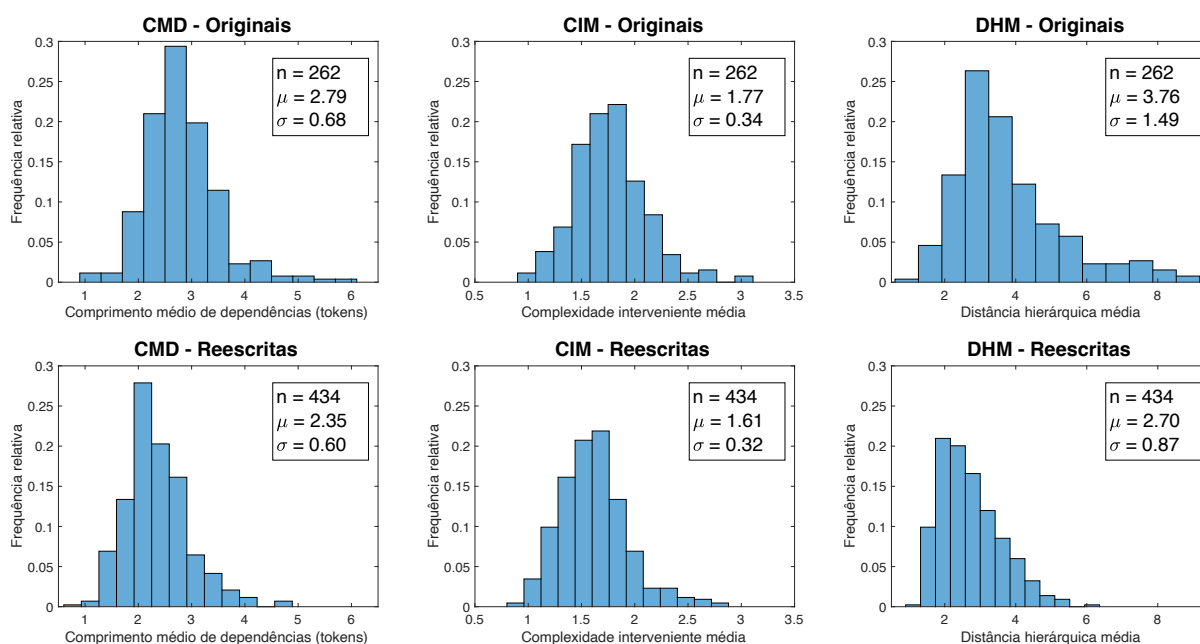 CMD - Originais
0.3
0.25
0.2
0.15
0.1
0.05
0
Frequência relativa
n = 262
μ = 2.79
σ = 0.68
1 2 3 4 5 6
Comprimento médio de dependências (tokens)
CIM - Originais
0.3
0.25
0.2
0.15
0.1
0.05
0
Frequência relativa
n = 262
μ = 1.77
σ = 0.34
0.5 1 1.5 2 2.5 3 3.5
Complexidade interveniente média
DHM - Originais
0.3
0.25
0.2
0.15
0.1
0.05
0
Frequência relativa
n = 262
μ = 3.76
σ = 1.49
2 4 6 8
Distância hierárquica média
CMD - Reescritas
0.3
0.25
0.2
0.15
0.1
0.05
0
Frequência relativa
n = 434
μ = 2.35
σ = 0.60
1 2 3 4 5 6
Comprimento médio de dependências (tokens)
CIM - Reescritas
0.3
0.25
0.2
0.15
0.1
0.05
0
Frequência relativa
n = 434
μ = 1.61
σ = 0.32
0.5 1 1.5 2 2.5 3 3.5
Complexidade interveniente média
DHM - Reescritas
0.3
0.25
0.2
0.15
0.1
0.05
0
Frequência relativa
n = 434
μ = 2.70
σ = 0.87
2 4 6 8
Distância hierárquica média